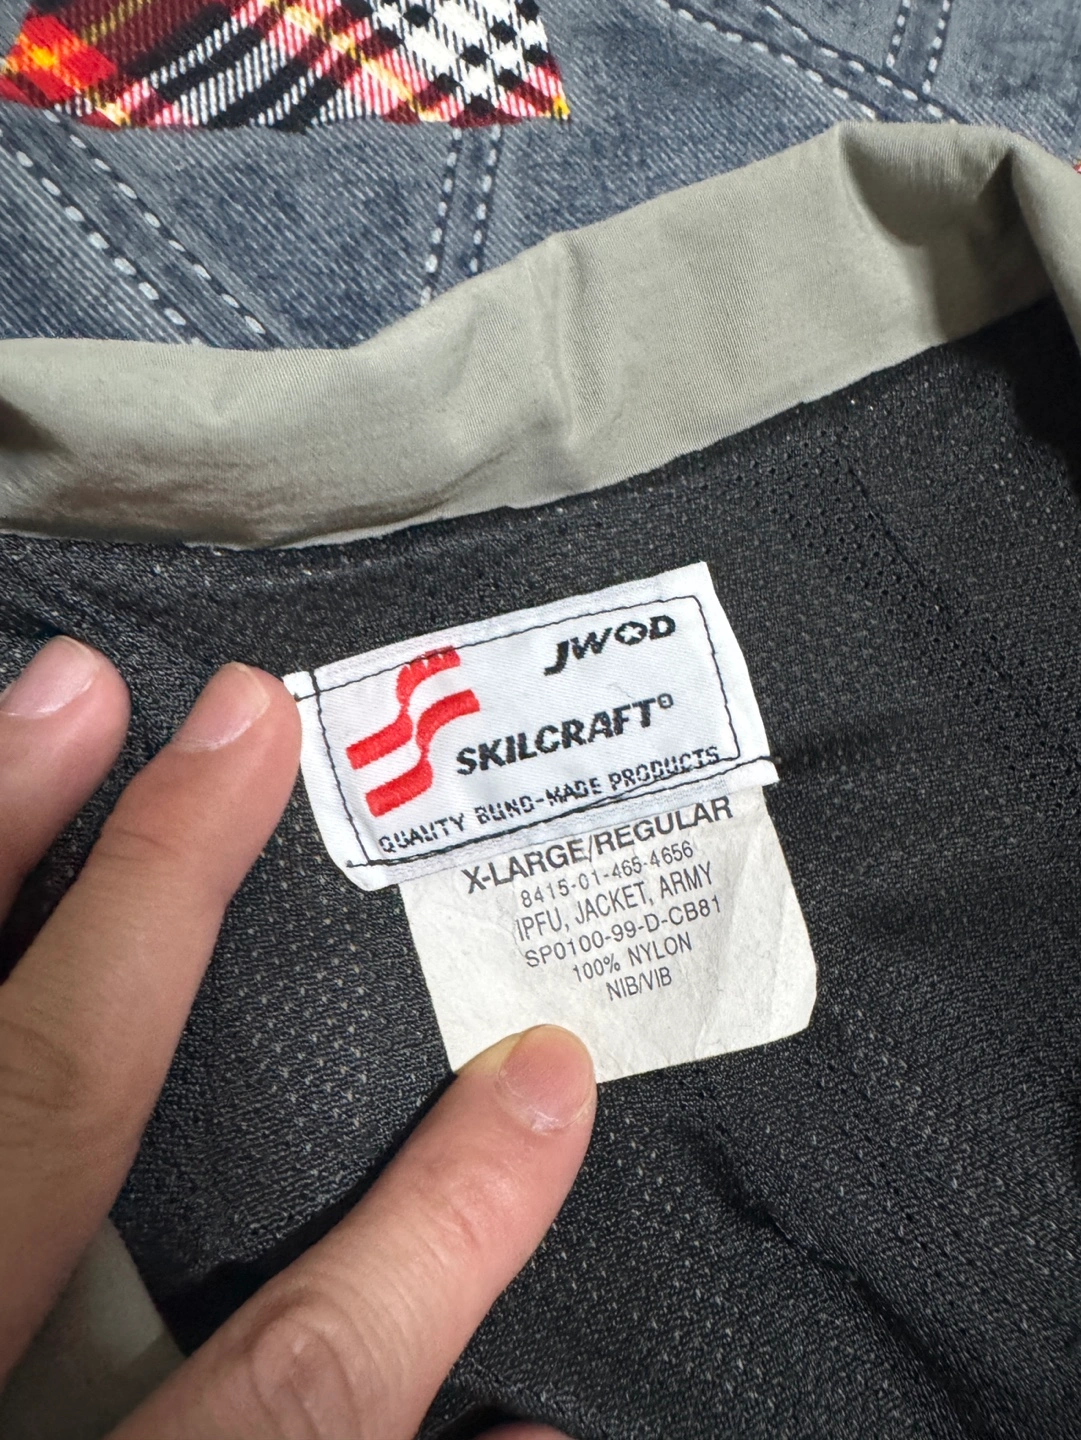 JWOD
SKILCRAFT®
QUALITY BLIND-MADE PRODUCTS
X-LARGE/REGULAR
8415-01-465-4656
IPFU, JACKET, ARMY
SP0100-99-D-CB81
100% NYLON
NIB/VIB